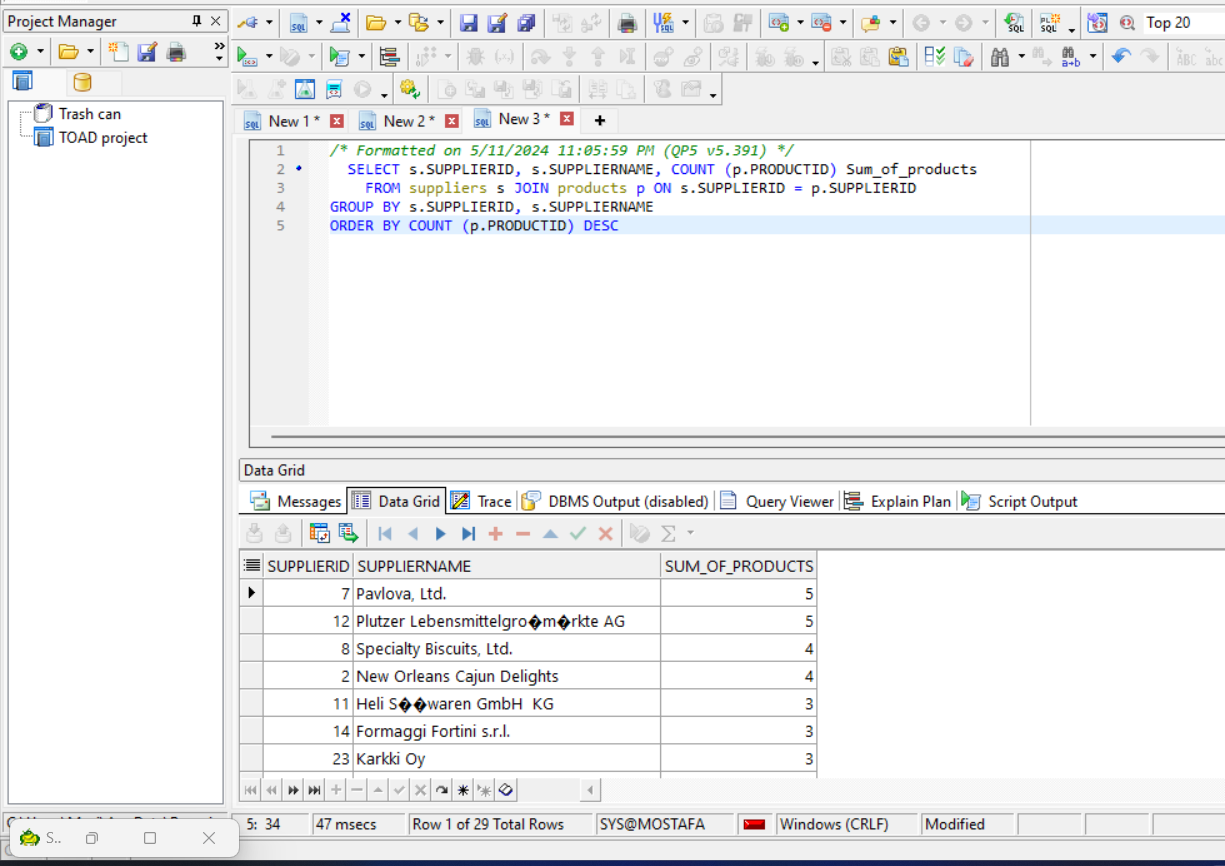 Project Manager
Top 20
Trash can
TOAD project
New 1 *
New 2 *
New 3 *
1 /* Formatted on 5/11/2024 11:05:59 PM (QP5 v5.391) */
2 SELECT s.SUPPLIERID, s.SUPPLIERNAME, COUNT (p.PRODUCTID) Sum_of_products
3 FROM suppliers s JOIN products p ON s.SUPPLIERID = p.SUPPLIERID
4 GROUP BY s.SUPPLIERID, s.SUPPLIERNAME
5 ORDER BY COUNT (p.PRODUCTID) DESC
Data Grid
Messages Data Grid Trace DBMS Output (disabled) Query Viewer Explain Plan Script Output
SUPPLIERID SUPPLIERNAME SUM_OF_PRODUCTS
7 Pavlova, Ltd. 5
12 Plutzer Lebensmittelgro�m�rkte AG 5
8 Specialty Biscuits, Ltd. 4
2 New Orleans Cajun Delights 4
11 Heli S��waren GmbH  KG 3
14 Formaggi Fortini s.r.l. 3
23 Karkki Oy 3
5: 34 47 msecs Row 1 of 29 Total Rows SYS@MOSTAFA Windows (CRLF) Modified
S..